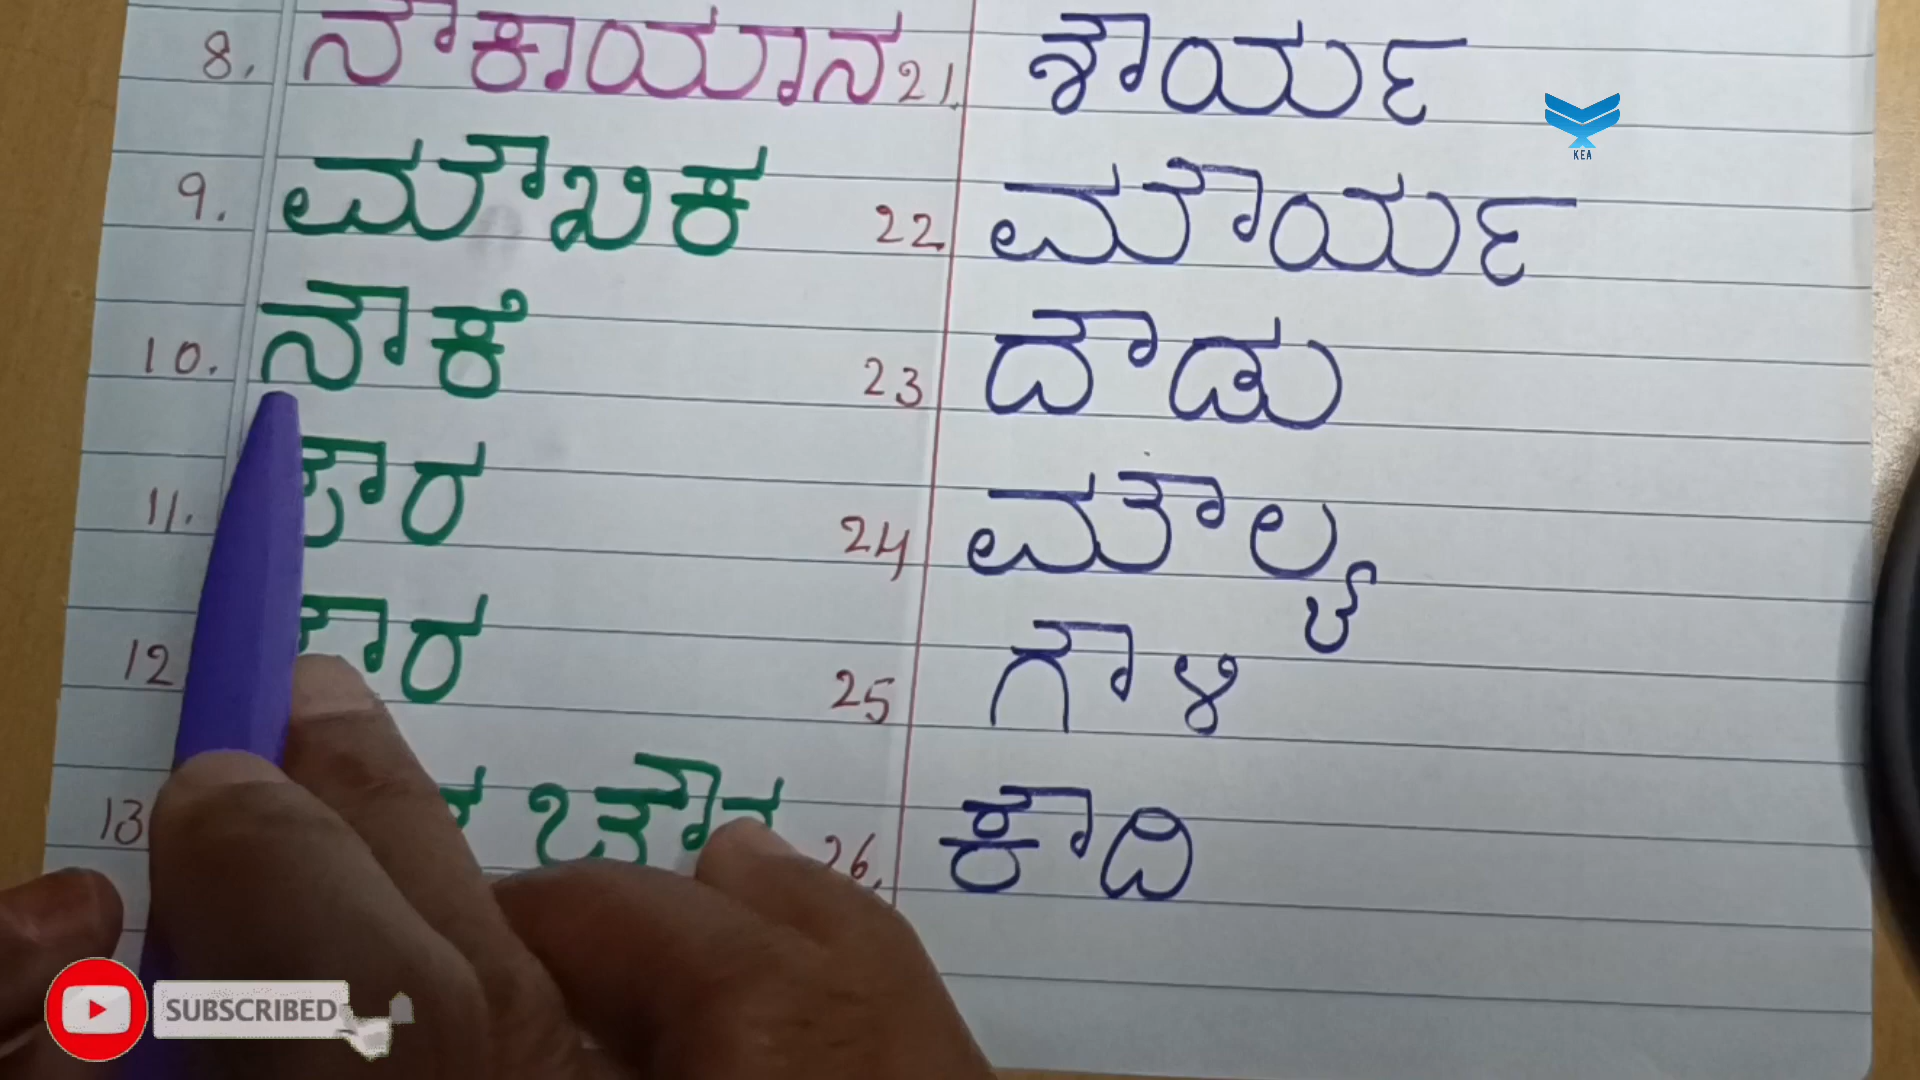 8. ನೌಕಾಯಾನ
9. ಮೌಖಿಕ
10. ನೌಕೆ
11.
12
13
21. ಶೌರ್ಯ
22. ಮೌರ್ಯ
23 ದೌಡು
24 ಮೌಲ್ಯ
25 ಗೌಳಿ
26. ಕೌದಿ
KEA
SUBSCRIBED